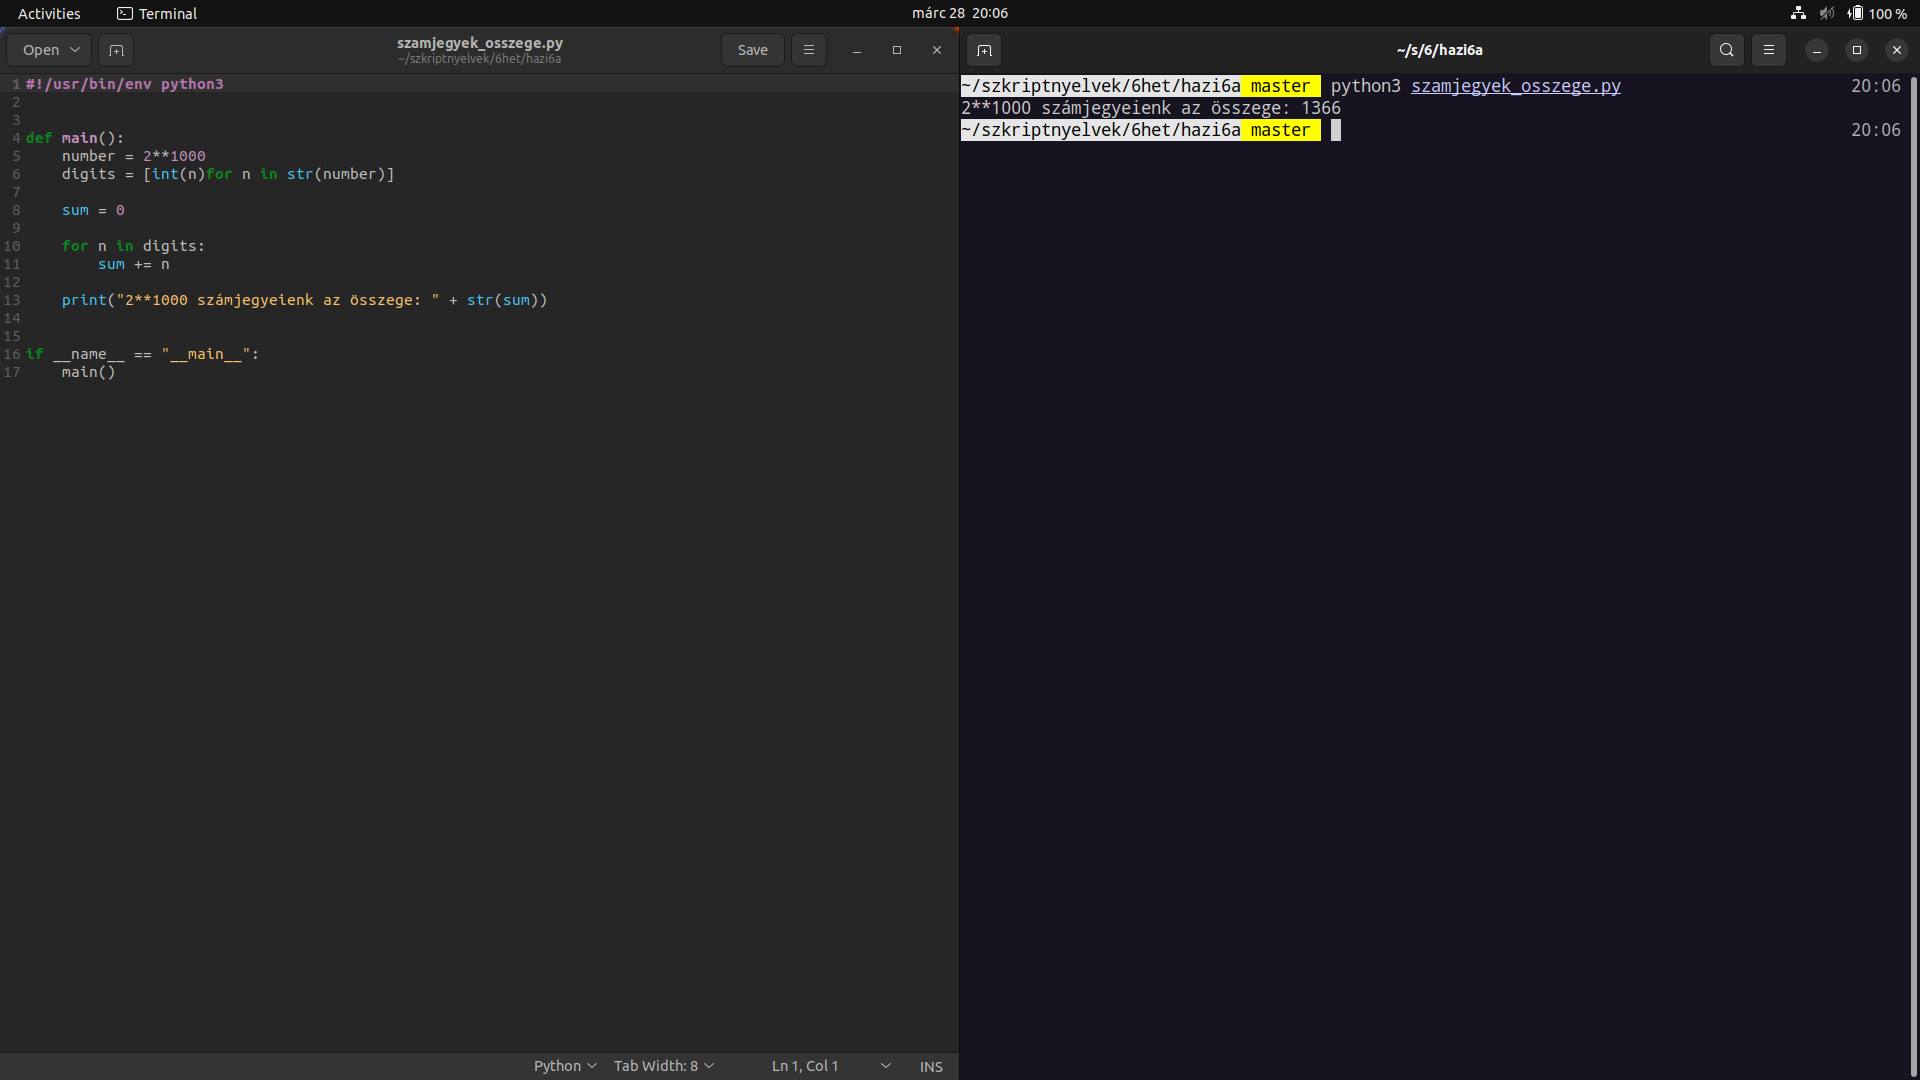 Activities Terminal márc 28 20:06 100 %
Open szamjegyek_osszege.py Save
~/szkriptnyelvek/6het/hazi6a
1 #!/usr/bin/env python3
2
3
4 def main():
5     number = 2**1000
6     digits = [int(n)for n in str(number)]
7
8     sum = 0
9
10     for n in digits:
11         sum += n
12
13     print("2**1000 számjegyeienk az összege: " + str(sum))
14
15
16 if __name__ == "__main__":
17     main()
Python Tab Width: 8 Ln 1, Col 1 INS
~/s/6/hazi6a
~/szkriptnyelvek/6het/hazi6a master python3 szamjegyek_osszege.py 20:06
2**1000 számjegyeienk az összege: 1366
~/szkriptnyelvek/6het/hazi6a master 20:06